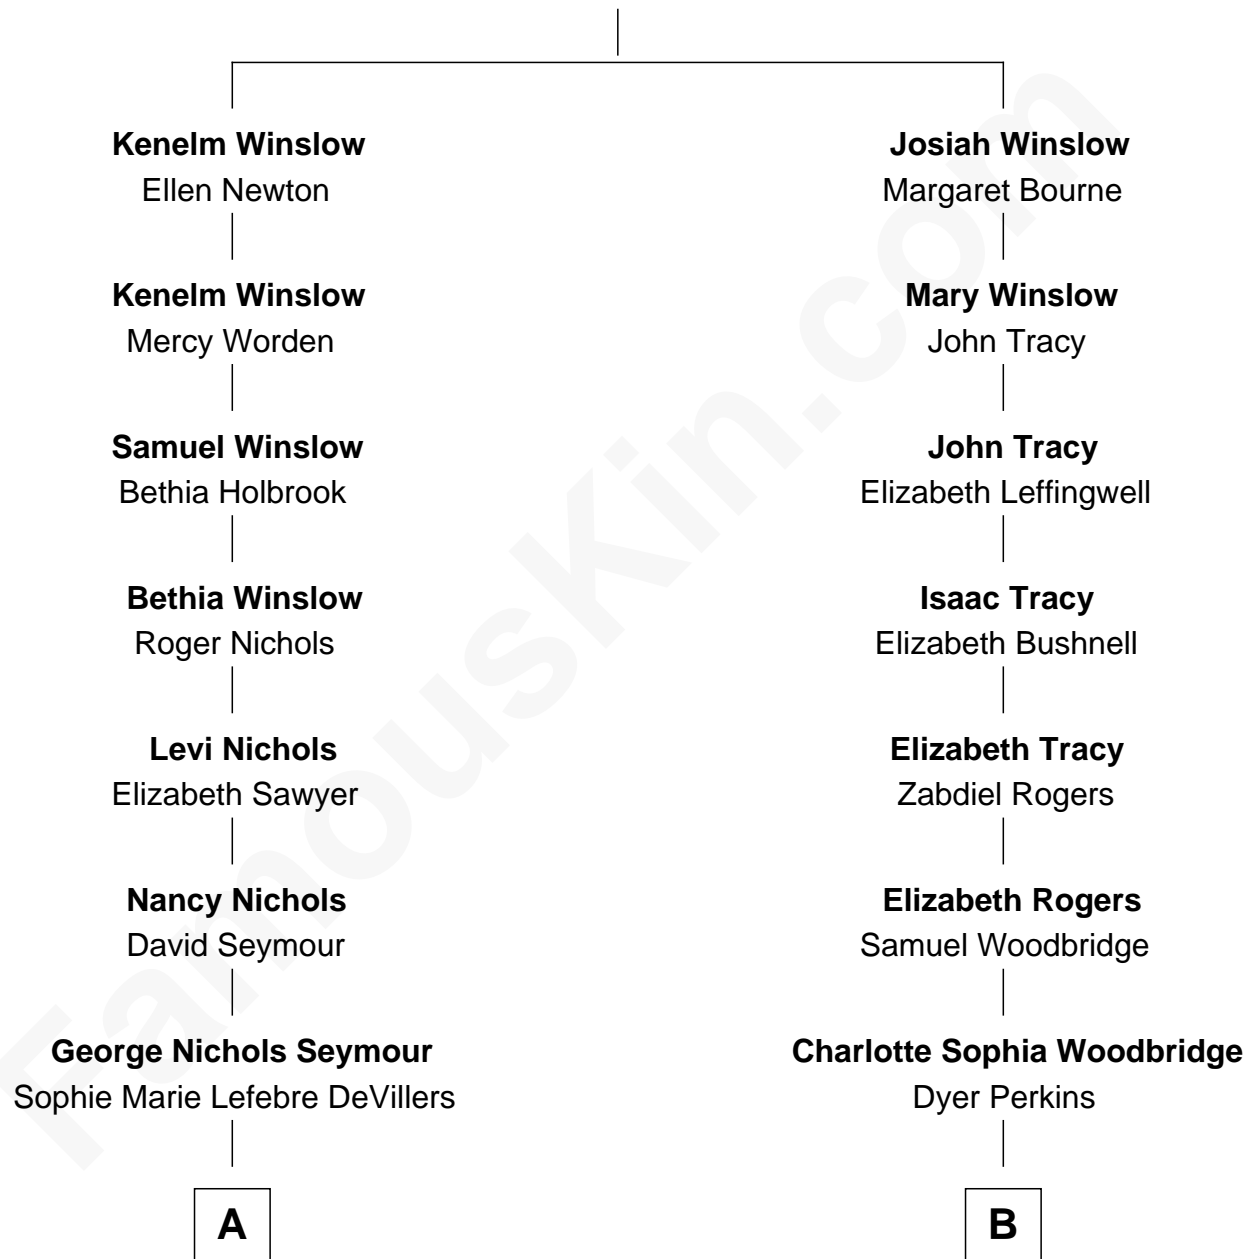 Kenelm Winslow
Ellen Newton
Kenelm Winslow
Mercy Worden
Samuel Winslow
Bethia Holbrook
Bethia Winslow
Roger Nichols
Levi Nichols
Elizabeth Sawyer
Nancy Nichols
David Seymour
George Nichols Seymour
Sophie Marie Lefebre DeVillers
A
Josiah Winslow
Margaret Bourne
Mary Winslow
John Tracy
John Tracy
Elizabeth Leffingwell
Isaac Tracy
Elizabeth Bushnell
Elizabeth Tracy
Zabdiel Rogers
Elizabeth Rogers
Samuel Woodbridge
Charlotte Sophia Woodbridge
Dyer Perkins
B
FamousKin.com